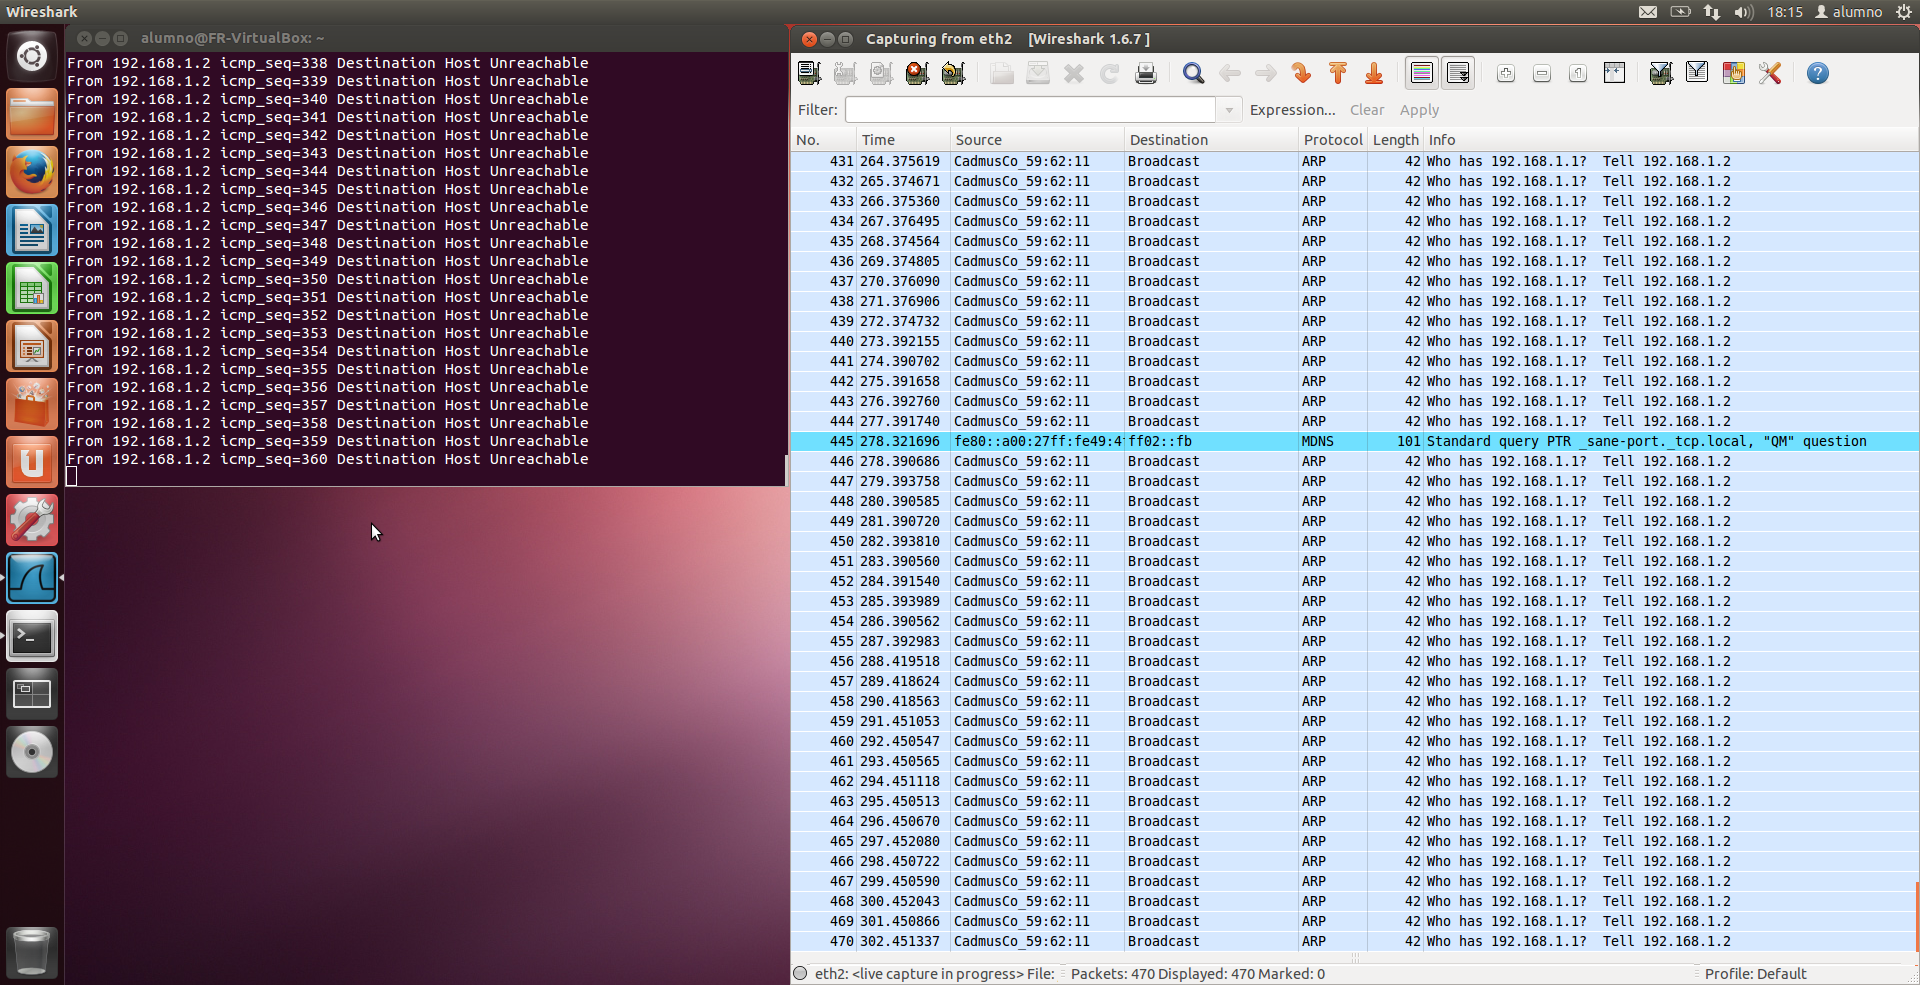 Wireshark
18:15 alumno
alumno@FR-VirtualBox: ~
From 192.168.1.2 icmp_seq=338 Destination Host Unreachable
From 192.168.1.2 icmp_seq=339 Destination Host Unreachable
From 192.168.1.2 icmp_seq=340 Destination Host Unreachable
From 192.168.1.2 icmp_seq=341 Destination Host Unreachable
From 192.168.1.2 icmp_seq=342 Destination Host Unreachable
From 192.168.1.2 icmp_seq=343 Destination Host Unreachable
From 192.168.1.2 icmp_seq=344 Destination Host Unreachable
From 192.168.1.2 icmp_seq=345 Destination Host Unreachable
From 192.168.1.2 icmp_seq=346 Destination Host Unreachable
From 192.168.1.2 icmp_seq=347 Destination Host Unreachable
From 192.168.1.2 icmp_seq=348 Destination Host Unreachable
From 192.168.1.2 icmp_seq=349 Destination Host Unreachable
From 192.168.1.2 icmp_seq=350 Destination Host Unreachable
From 192.168.1.2 icmp_seq=351 Destination Host Unreachable
From 192.168.1.2 icmp_seq=352 Destination Host Unreachable
From 192.168.1.2 icmp_seq=353 Destination Host Unreachable
From 192.168.1.2 icmp_seq=354 Destination Host Unreachable
From 192.168.1.2 icmp_seq=355 Destination Host Unreachable
From 192.168.1.2 icmp_seq=356 Destination Host Unreachable
From 192.168.1.2 icmp_seq=357 Destination Host Unreachable
From 192.168.1.2 icmp_seq=358 Destination Host Unreachable
From 192.168.1.2 icmp_seq=359 Destination Host Unreachable
From 192.168.1.2 icmp_seq=360 Destination Host Unreachable
Capturing from eth2 [Wireshark 1.6.7 ]
Filter: Expression... Clear Apply
No. Time Source Destination Protocol Length Info
431 264.375619 CadmusCo_59:62:11 Broadcast ARP 42 Who has 192.168.1.1? Tell 192.168.1.2
432 265.374671 CadmusCo_59:62:11 Broadcast ARP 42 Who has 192.168.1.1? Tell 192.168.1.2
433 266.375360 CadmusCo_59:62:11 Broadcast ARP 42 Who has 192.168.1.1? Tell 192.168.1.2
434 267.376495 CadmusCo_59:62:11 Broadcast ARP 42 Who has 192.168.1.1? Tell 192.168.1.2
435 268.374564 CadmusCo_59:62:11 Broadcast ARP 42 Who has 192.168.1.1? Tell 192.168.1.2
436 269.374805 CadmusCo_59:62:11 Broadcast ARP 42 Who has 192.168.1.1? Tell 192.168.1.2
437 270.376090 CadmusCo_59:62:11 Broadcast ARP 42 Who has 192.168.1.1? Tell 192.168.1.2
438 271.376906 CadmusCo_59:62:11 Broadcast ARP 42 Who has 192.168.1.1? Tell 192.168.1.2
439 272.374732 CadmusCo_59:62:11 Broadcast ARP 42 Who has 192.168.1.1? Tell 192.168.1.2
440 273.392155 CadmusCo_59:62:11 Broadcast ARP 42 Who has 192.168.1.1? Tell 192.168.1.2
441 274.390702 CadmusCo_59:62:11 Broadcast ARP 42 Who has 192.168.1.1? Tell 192.168.1.2
442 275.391658 CadmusCo_59:62:11 Broadcast ARP 42 Who has 192.168.1.1? Tell 192.168.1.2
443 276.392760 CadmusCo_59:62:11 Broadcast ARP 42 Who has 192.168.1.1? Tell 192.168.1.2
444 277.391740 CadmusCo_59:62:11 Broadcast ARP 42 Who has 192.168.1.1? Tell 192.168.1.2
445 278.321696 fe80::a00:27ff:fe49:4 ff02::fb MDNS 101 Standard query PTR _sane-port._tcp.local, "QM" question
446 278.390686 CadmusCo_59:62:11 Broadcast ARP 42 Who has 192.168.1.1? Tell 192.168.1.2
447 279.393758 CadmusCo_59:62:11 Broadcast ARP 42 Who has 192.168.1.1? Tell 192.168.1.2
448 280.390585 CadmusCo_59:62:11 Broadcast ARP 42 Who has 192.168.1.1? Tell 192.168.1.2
449 281.390720 CadmusCo_59:62:11 Broadcast ARP 42 Who has 192.168.1.1? Tell 192.168.1.2
450 282.393810 CadmusCo_59:62:11 Broadcast ARP 42 Who has 192.168.1.1? Tell 192.168.1.2
451 283.390560 CadmusCo_59:62:11 Broadcast ARP 42 Who has 192.168.1.1? Tell 192.168.1.2
452 284.391540 CadmusCo_59:62:11 Broadcast ARP 42 Who has 192.168.1.1? Tell 192.168.1.2
453 285.393989 CadmusCo_59:62:11 Broadcast ARP 42 Who has 192.168.1.1? Tell 192.168.1.2
454 286.390562 CadmusCo_59:62:11 Broadcast ARP 42 Who has 192.168.1.1? Tell 192.168.1.2
455 287.392983 CadmusCo_59:62:11 Broadcast ARP 42 Who has 192.168.1.1? Tell 192.168.1.2
456 288.419518 CadmusCo_59:62:11 Broadcast ARP 42 Who has 192.168.1.1? Tell 192.168.1.2
457 289.418624 CadmusCo_59:62:11 Broadcast ARP 42 Who has 192.168.1.1? Tell 192.168.1.2
458 290.418563 CadmusCo_59:62:11 Broadcast ARP 42 Who has 192.168.1.1? Tell 192.168.1.2
459 291.451053 CadmusCo_59:62:11 Broadcast ARP 42 Who has 192.168.1.1? Tell 192.168.1.2
460 292.450547 CadmusCo_59:62:11 Broadcast ARP 42 Who has 192.168.1.1? Tell 192.168.1.2
461 293.450565 CadmusCo_59:62:11 Broadcast ARP 42 Who has 192.168.1.1? Tell 192.168.1.2
462 294.451118 CadmusCo_59:62:11 Broadcast ARP 42 Who has 192.168.1.1? Tell 192.168.1.2
463 295.450513 CadmusCo_59:62:11 Broadcast ARP 42 Who has 192.168.1.1? Tell 192.168.1.2
464 296.450670 CadmusCo_59:62:11 Broadcast ARP 42 Who has 192.168.1.1? Tell 192.168.1.2
465 297.452080 CadmusCo_59:62:11 Broadcast ARP 42 Who has 192.168.1.1? Tell 192.168.1.2
466 298.450722 CadmusCo_59:62:11 Broadcast ARP 42 Who has 192.168.1.1? Tell 192.168.1.2
467 299.450590 CadmusCo_59:62:11 Broadcast ARP 42 Who has 192.168.1.1? Tell 192.168.1.2
468 300.452043 CadmusCo_59:62:11 Broadcast ARP 42 Who has 192.168.1.1? Tell 192.168.1.2
469 301.450866 CadmusCo_59:62:11 Broadcast ARP 42 Who has 192.168.1.1? Tell 192.168.1.2
470 302.451337 CadmusCo_59:62:11 Broadcast ARP 42 Who has 192.168.1.1? Tell 192.168.1.2
eth2: <live capture in progress> File: Packets: 470 Displayed: 470 Marked: 0 Profile: Default